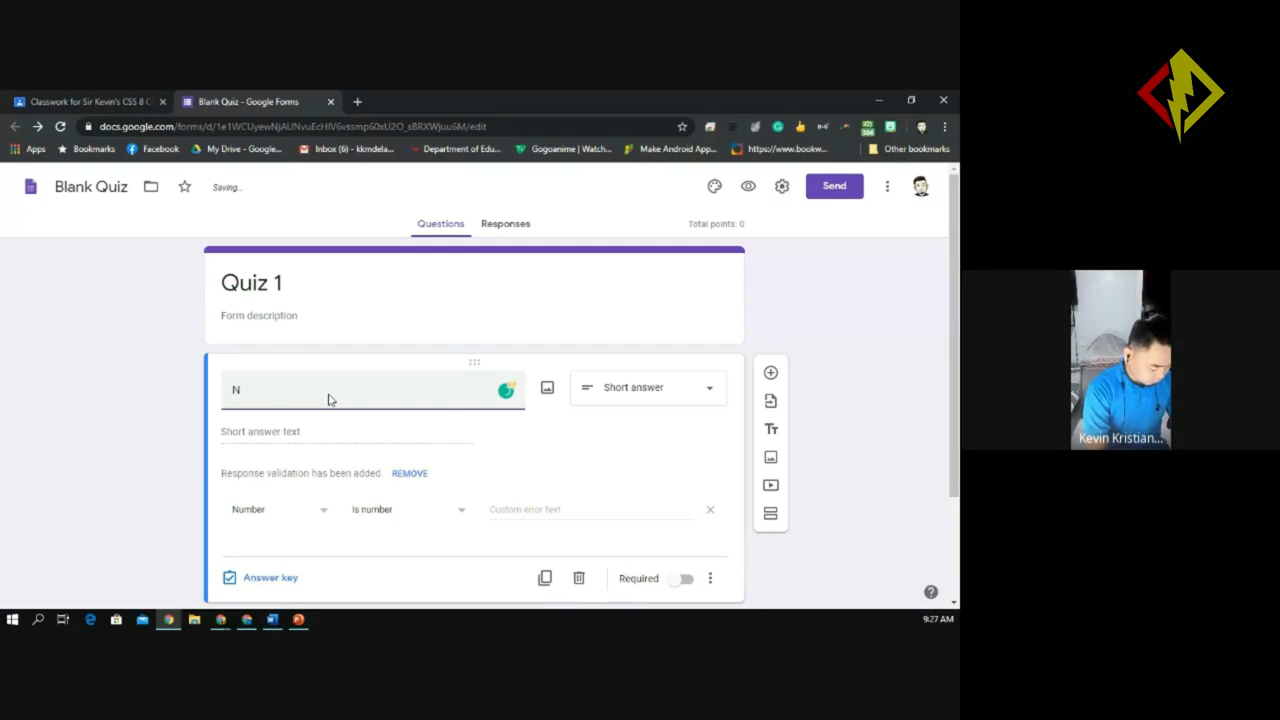 Classwork for Sir Kevin's CSS 8 C
Blank Quiz - Google Forms
docs.google.com/forms/d/1e1WCUyewNjAUNvuEcHIV6vssmp60xU2O_sBRXWjuu6M/edit
Apps
Bookmarks
Facebook
My Drive - Google...
Inbox (6) - kkmdela...
Department of Edu...
Gogoanime | Watch...
Make Android App...
https://www.bookw...
Other bookmarks
Blank Quiz
Saving...
Send
Questions
Responses
Total points: 0
Quiz 1
Form description
N
Short answer
Short answer text
Response validation has been added. REMOVE
Number
Is number
Custom error text
Answer key
Required
9:27 AM
Kevin Kristian...